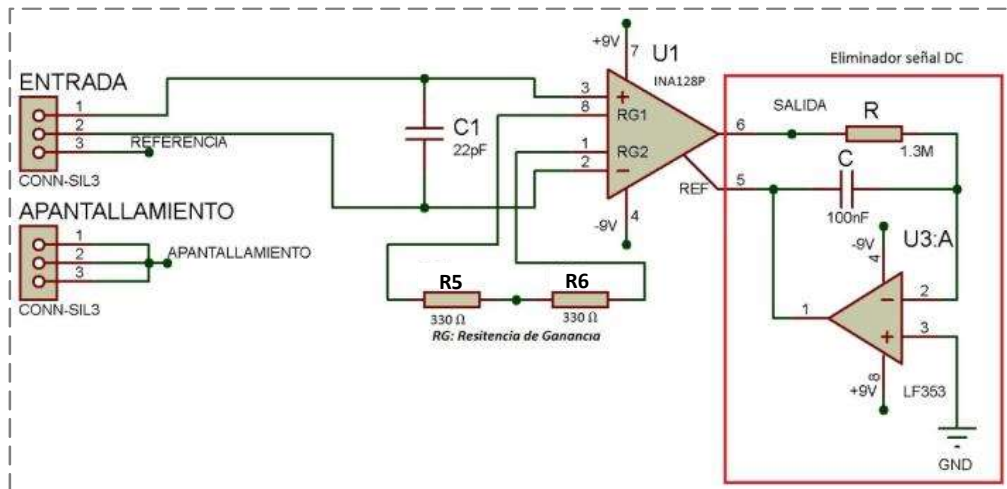 ENTRADA
1
2
3
REFERENCIA
CONN-SIL3
APANTALLAMIENTO
1
2
3
APANTALLAMIENTO
CONN-SIL3
C1
22pF
+9V
7
U1
INA128P
3
8
1
2
+
RG1
RG2
−
6
5
REF
-9V
4
R5
330 Ω
R6
330 Ω
RG: Resitencia de Ganancia
Eliminador señal DC
SALIDA
R
1.3M
C
100nF
-9V
4
U3:A
1
2
3
−
+
+9V
8
LF353
GND